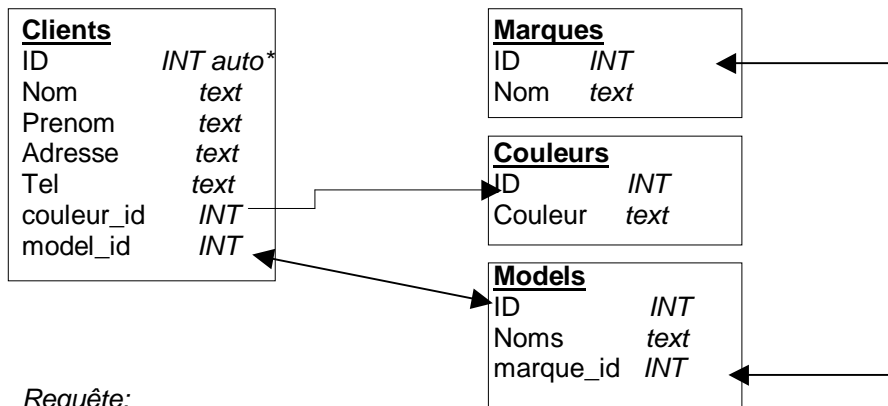 Clients
ID INT auto*
Nom text
Prenom text
Adresse text
Tel text
couleur_id INT
model_id INT
Marques
ID INT
Nom text
Couleurs
ID INT
Couleur text
Models
ID INT
Noms text
marque_id INT
Requête: